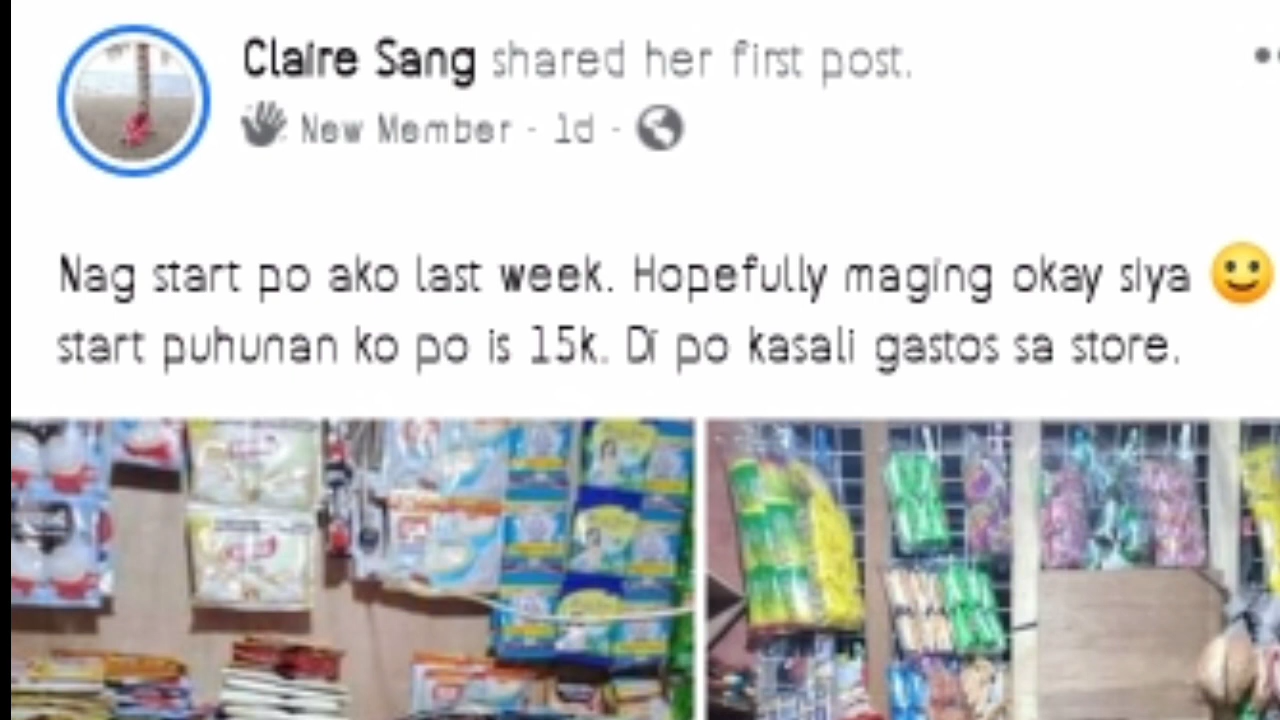 Claire Sang shared her first post.
New Member · 1d ·
Nag start po ako last week. Hopefully maging okay siya 🙂
start puhunan ko po is 15k. Di po kasali gastos sa store.